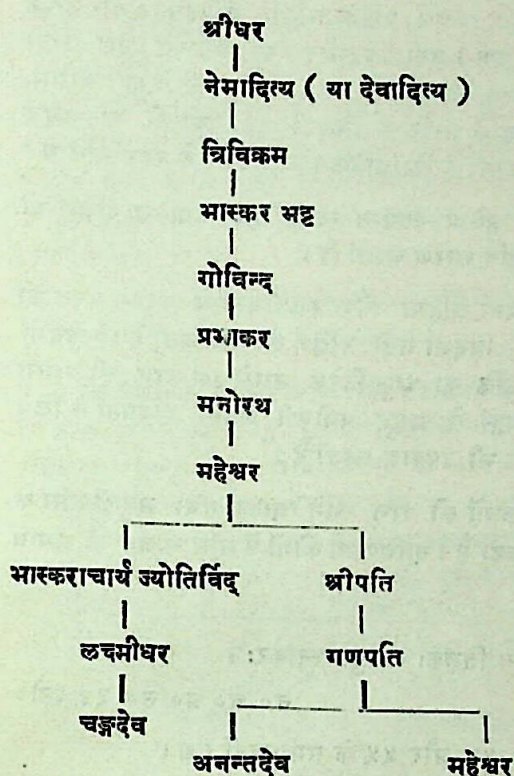 श्रीधर
नेमादित्य ( या देवादित्य )
त्रिविक्रम
भास्कर भट्ट
गोविन्द
प्रभाकर
मनोरथ
महेश्वर
भास्कराचार्य ज्योतिर्विद् श्रीपति
लक्ष्मीधर गणपति
चङ्गदेव
अनन्तदेव महेश्वर